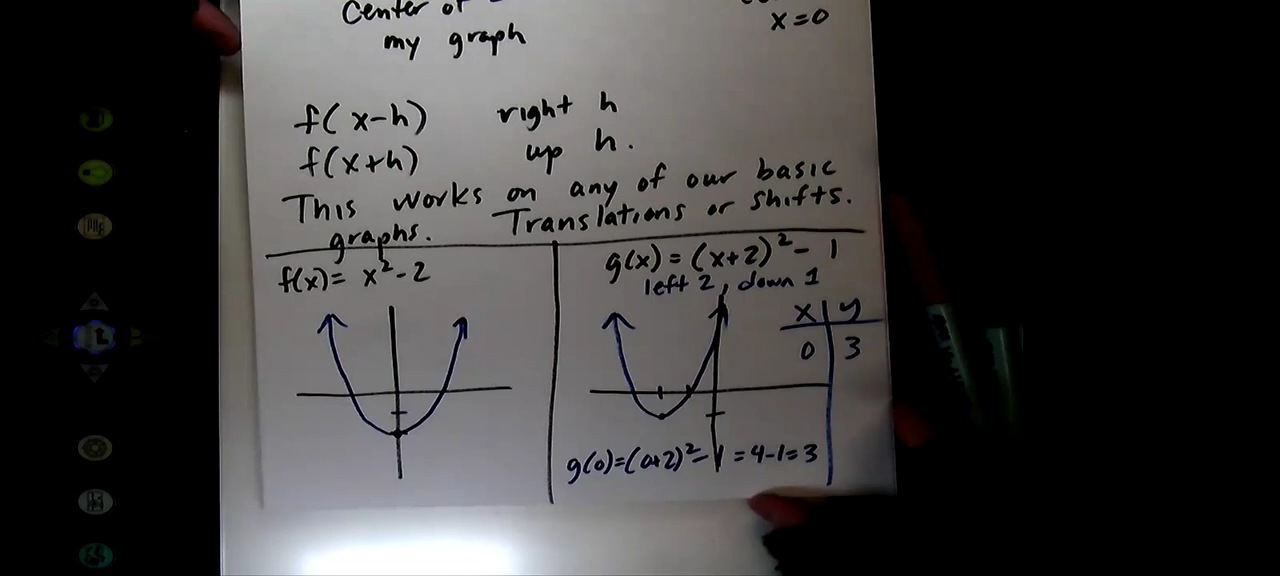 Center of
my graph
x=0
f(x-h) right h
f(x+h) up h.
This works on any of our basic
graphs. Translations or shifts.
f(x)= x²-2
g(x)=(x+2)²-1
left 2, down 1
x y
0 3
g(0)=(0+2)²-1=4-1=3